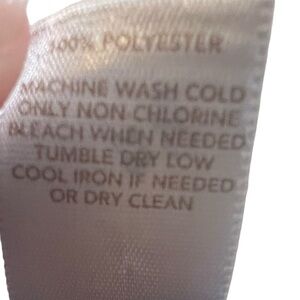 100% POLYESTER
MACHINE WASH COLD
ONLY NON-CHLORINE
BLEACH WHEN NEEDED
TUMBLE DRY LOW
COOL IRON IF NEEDED
OR DRY CLEAN